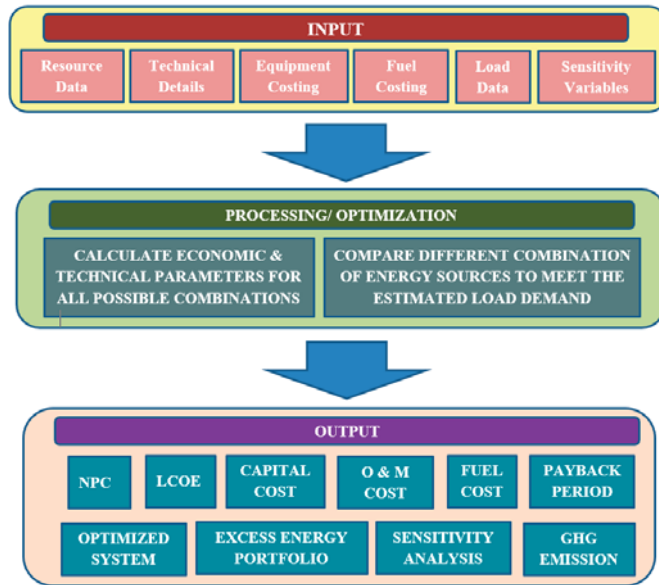 INPUT
Resource Data
Technical Details
Equipment Costing
Fuel Costing
Load Data
Sensitivity Variables
PROCESSING/ OPTIMIZATION
CALCULATE ECONOMIC &
TECHNICAL PARAMETERS FOR
ALL POSSIBLE COMBINATIONS
COMPARE DIFFERENT COMBINATION
OF ENERGY SOURCES TO MEET THE
ESTIMATED LOAD DEMAND
OUTPUT
NPC
LCOE
CAPITAL
COST
O & M
COST
FUEL
COST
PAYBACK
PERIOD
OPTIMIZED
SYSTEM
EXCESS ENERGY
PORTFOLIO
SENSITIVITY
ANALYSIS
GHG
EMISSION